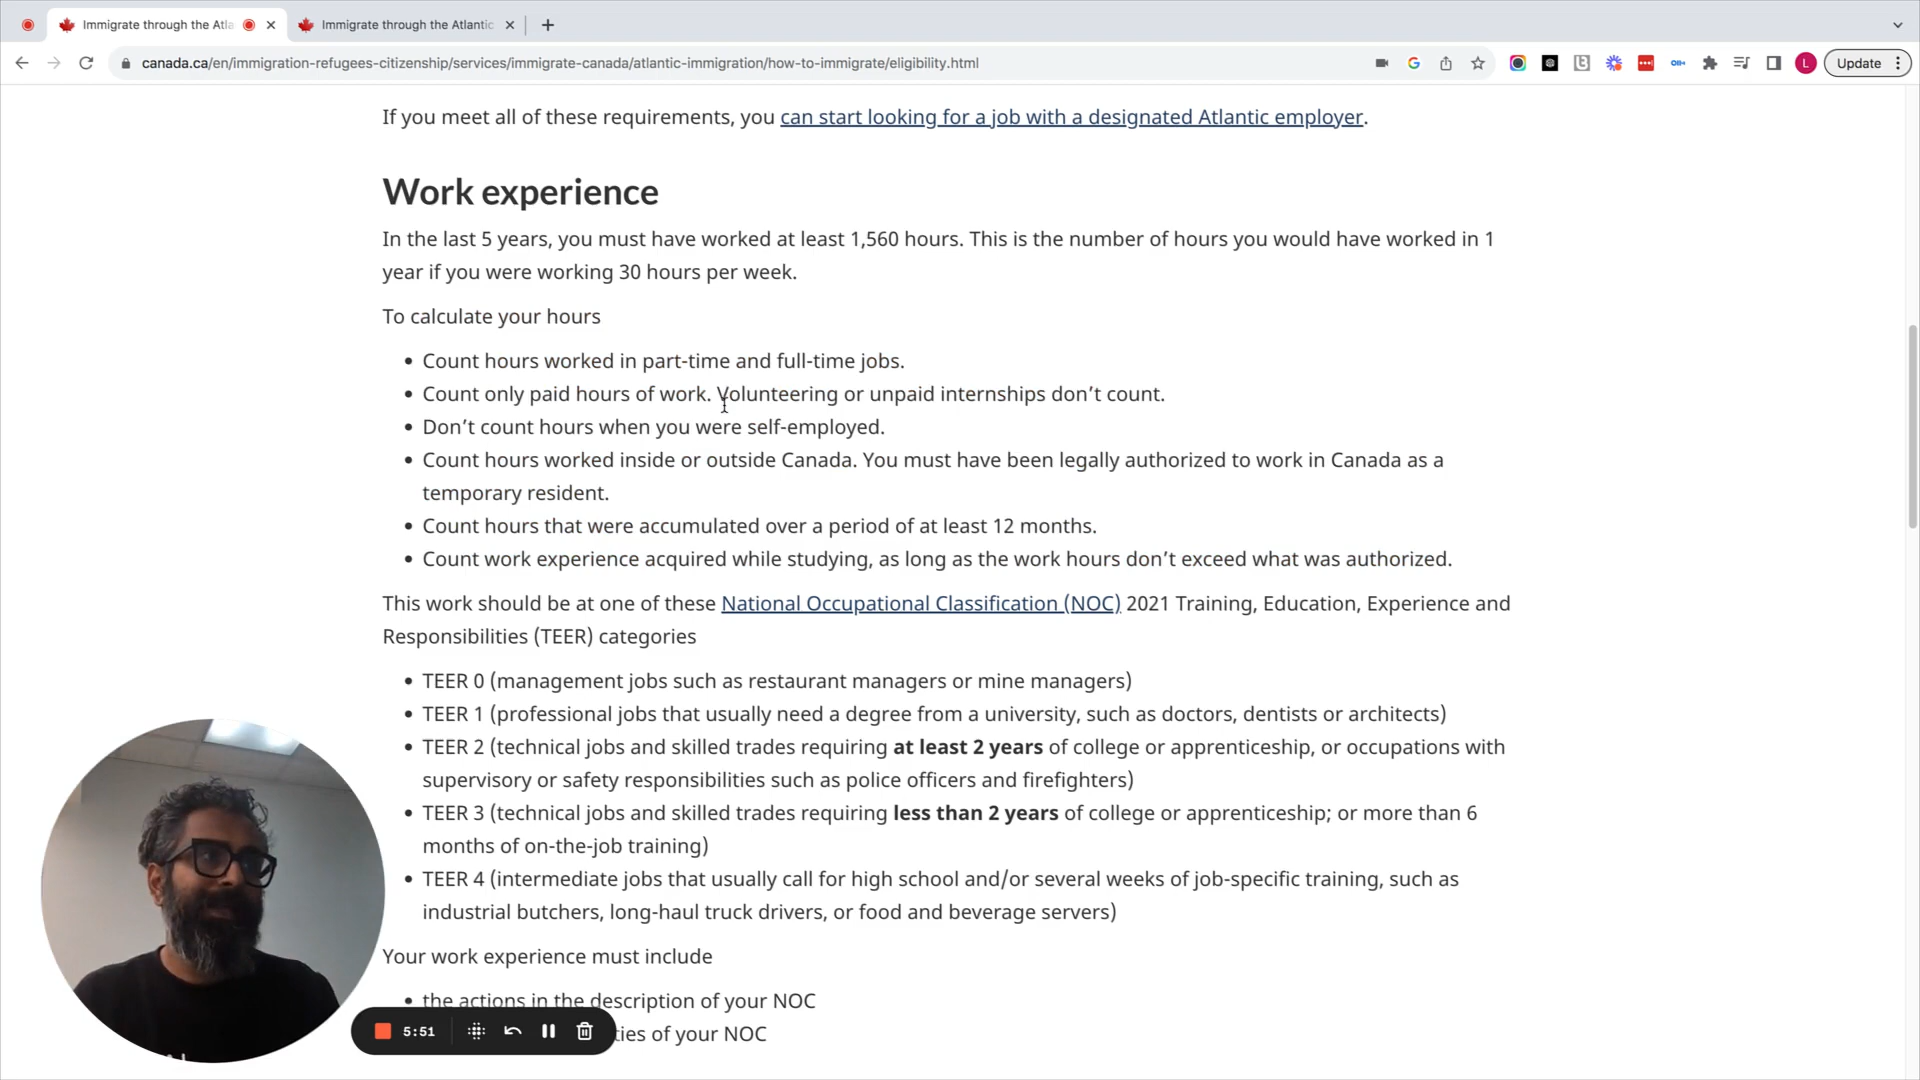 Immigrate through the Atla
Immigrate through the Atlantic
canada.ca/en/immigration-refugees-citizenship/services/immigrate-canada/atlantic-immigration/how-to-immigrate/eligibility.html
L
Update
If you meet all of these requirements, you can start looking for a job with a designated Atlantic employer.
Work experience
In the last 5 years, you must have worked at least 1,560 hours. This is the number of hours you would have worked in 1
year if you were working 30 hours per week.
To calculate your hours
• Count hours worked in part-time and full-time jobs.
• Count only paid hours of work. Volunteering or unpaid internships don’t count.
• Don’t count hours when you were self-employed.
• Count hours worked inside or outside Canada. You must have been legally authorized to work in Canada as a
temporary resident.
• Count hours that were accumulated over a period of at least 12 months.
• Count work experience acquired while studying, as long as the work hours don’t exceed what was authorized.
This work should be at one of these National Occupational Classification (NOC) 2021 Training, Education, Experience and
Responsibilities (TEER) categories
• TEER 0 (management jobs such as restaurant managers or mine managers)
• TEER 1 (professional jobs that usually need a degree from a university, such as doctors, dentists or architects)
• TEER 2 (technical jobs and skilled trades requiring at least 2 years of college or apprenticeship, or occupations with
supervisory or safety responsibilities such as police officers and firefighters)
• TEER 3 (technical jobs and skilled trades requiring less than 2 years of college or apprenticeship; or more than 6
months of on-the-job training)
• TEER 4 (intermediate jobs that usually call for high school and/or several weeks of job-specific training, such as
industrial butchers, long-haul truck drivers, or food and beverage servers)
Your work experience must include
• the actions in the description of your NOC
ties of your NOC
5:51